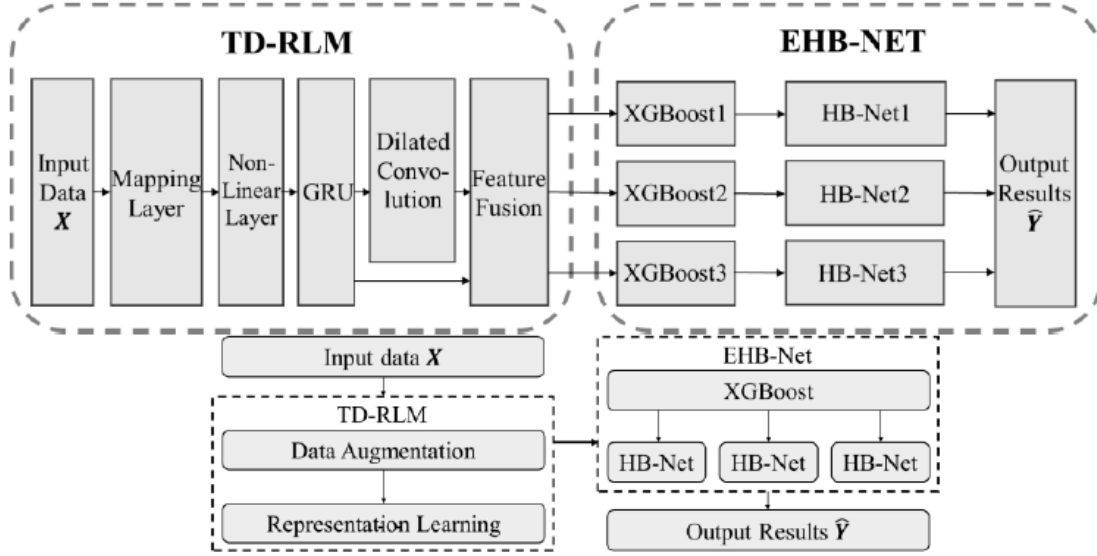 TD-RLM
Input
Data
X
Mapping
Layer
Non-
Linear
Layer
GRU
Dilated
Convo-
lution
Feature
Fusion
EHB-NET
XGBoost1
HB-Net1
XGBoost2
HB-Net2
XGBoost3
HB-Net3
Output
Results
Ŷ
Input data X
TD-RLM
Data Augmentation
Representation Learning
EHB-Net
XGBoost
HB-Net
HB-Net
HB-Net
Output Results Ŷ